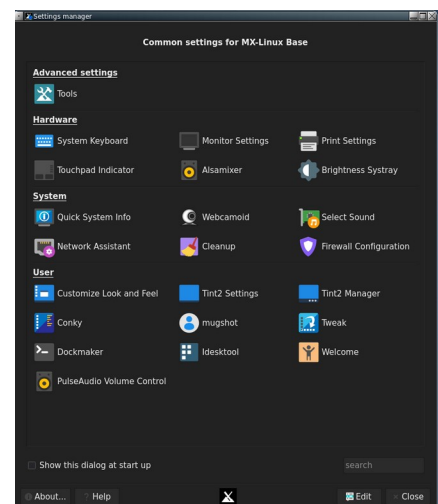 Settings manager
Common settings for MX-Linux Base
Advanced settings
Tools
Hardware
System Keyboard Monitor Settings Print Settings
Touchpad Indicator Alsamixer Brightness Systray
System
Quick System Info Webcamoid Select Sound
Network Assistant Cleanup Firewall Configuration
User
Customize Look and Feel Tint2 Settings Tint2 Manager
Conky mugshot Tweak
Dockmaker Idesktool Welcome
PulseAudio Volume Control
Show this dialog at start up search
About... ? Help Edit Close